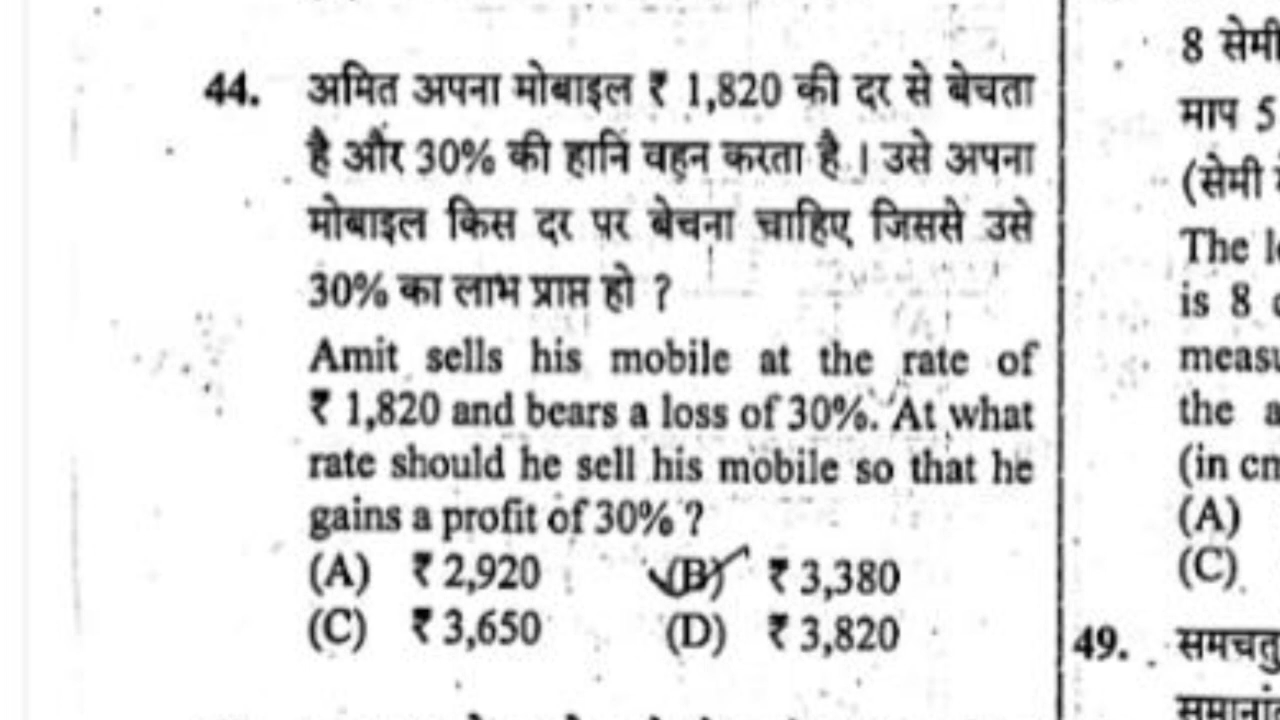 44. अमित अपना मोबाइल ₹ 1,820 की दर से बेचता
है और 30% की हानि वहन करता है । उसे अपना
मोबाइल किस दर पर बेचना चाहिए जिससे उसे
30% का लाभ प्राप्त हो ?
Amit sells his mobile at the rate of
₹ 1,820 and bears a loss of 30%. At what
rate should he sell his mobile so that he
gains a profit of 30% ?
(A) ₹ 2,920 (B) ₹ 3,380
(C) ₹ 3,650 (D) ₹ 3,820
8 सेमी
माप 5
(सेमी
The
is 8
the
(in
(A)
(C)
49.